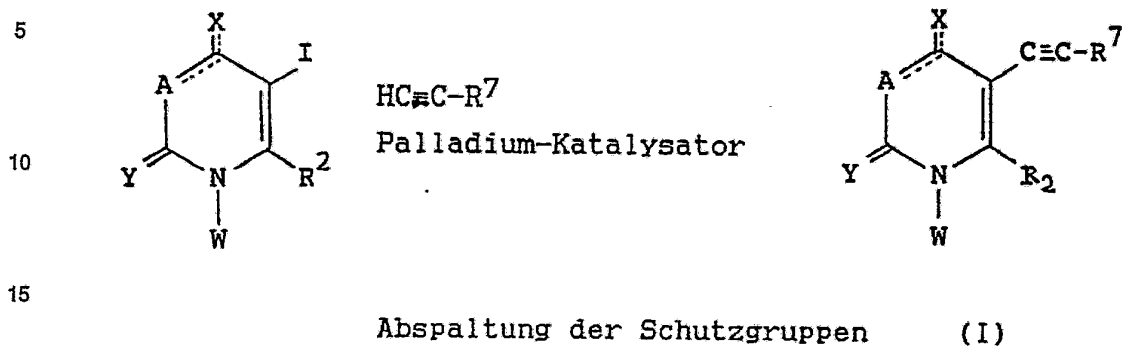 5
X
I
A
Y
N
R2
W
HC≡C-R7
Palladium-Katalysator
10
X
C≡C-R7
A
Y
N
R2
W
15
Abspaltung der Schutzgruppen (I)